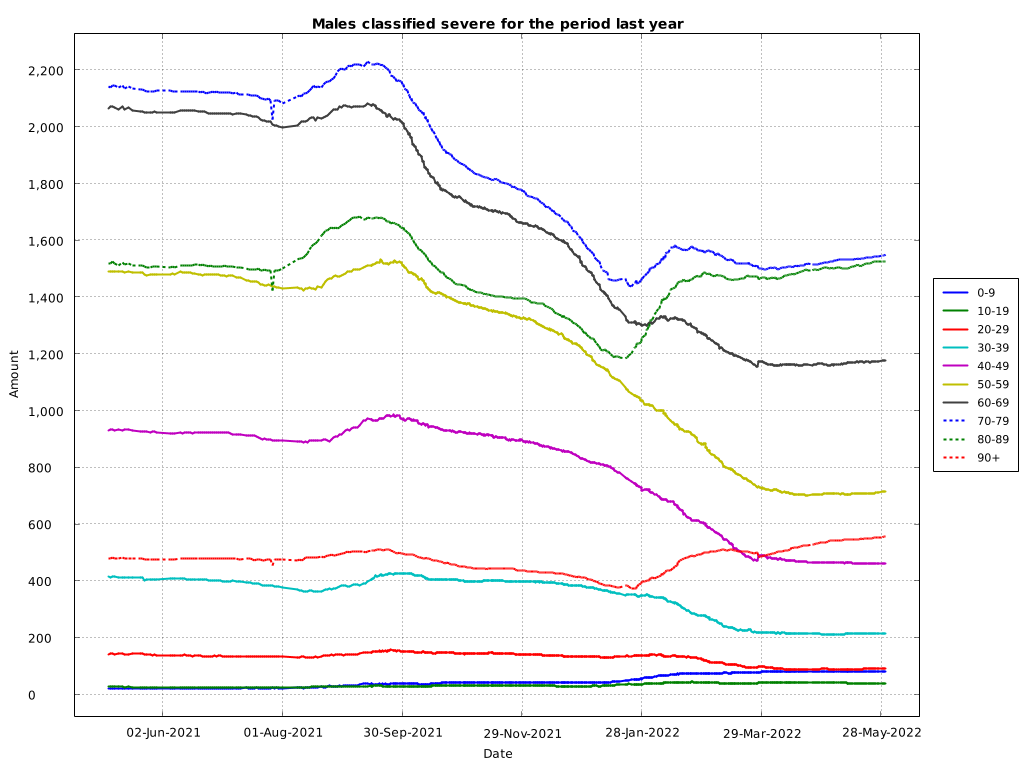 Males classified severe for the period last year
2,200
2,000
1,800
1,600
1,400
1,200
1,000
800
600
400
200
0
Amount
02-Jun-2021
01-Aug-2021
30-Sep-2021
29-Nov-2021
28-Jan-2022
29-Mar-2022
28-May-2022
Date
0-9
10-19
20-29
30-39
40-49
50-59
60-69
70-79
80-89
90+